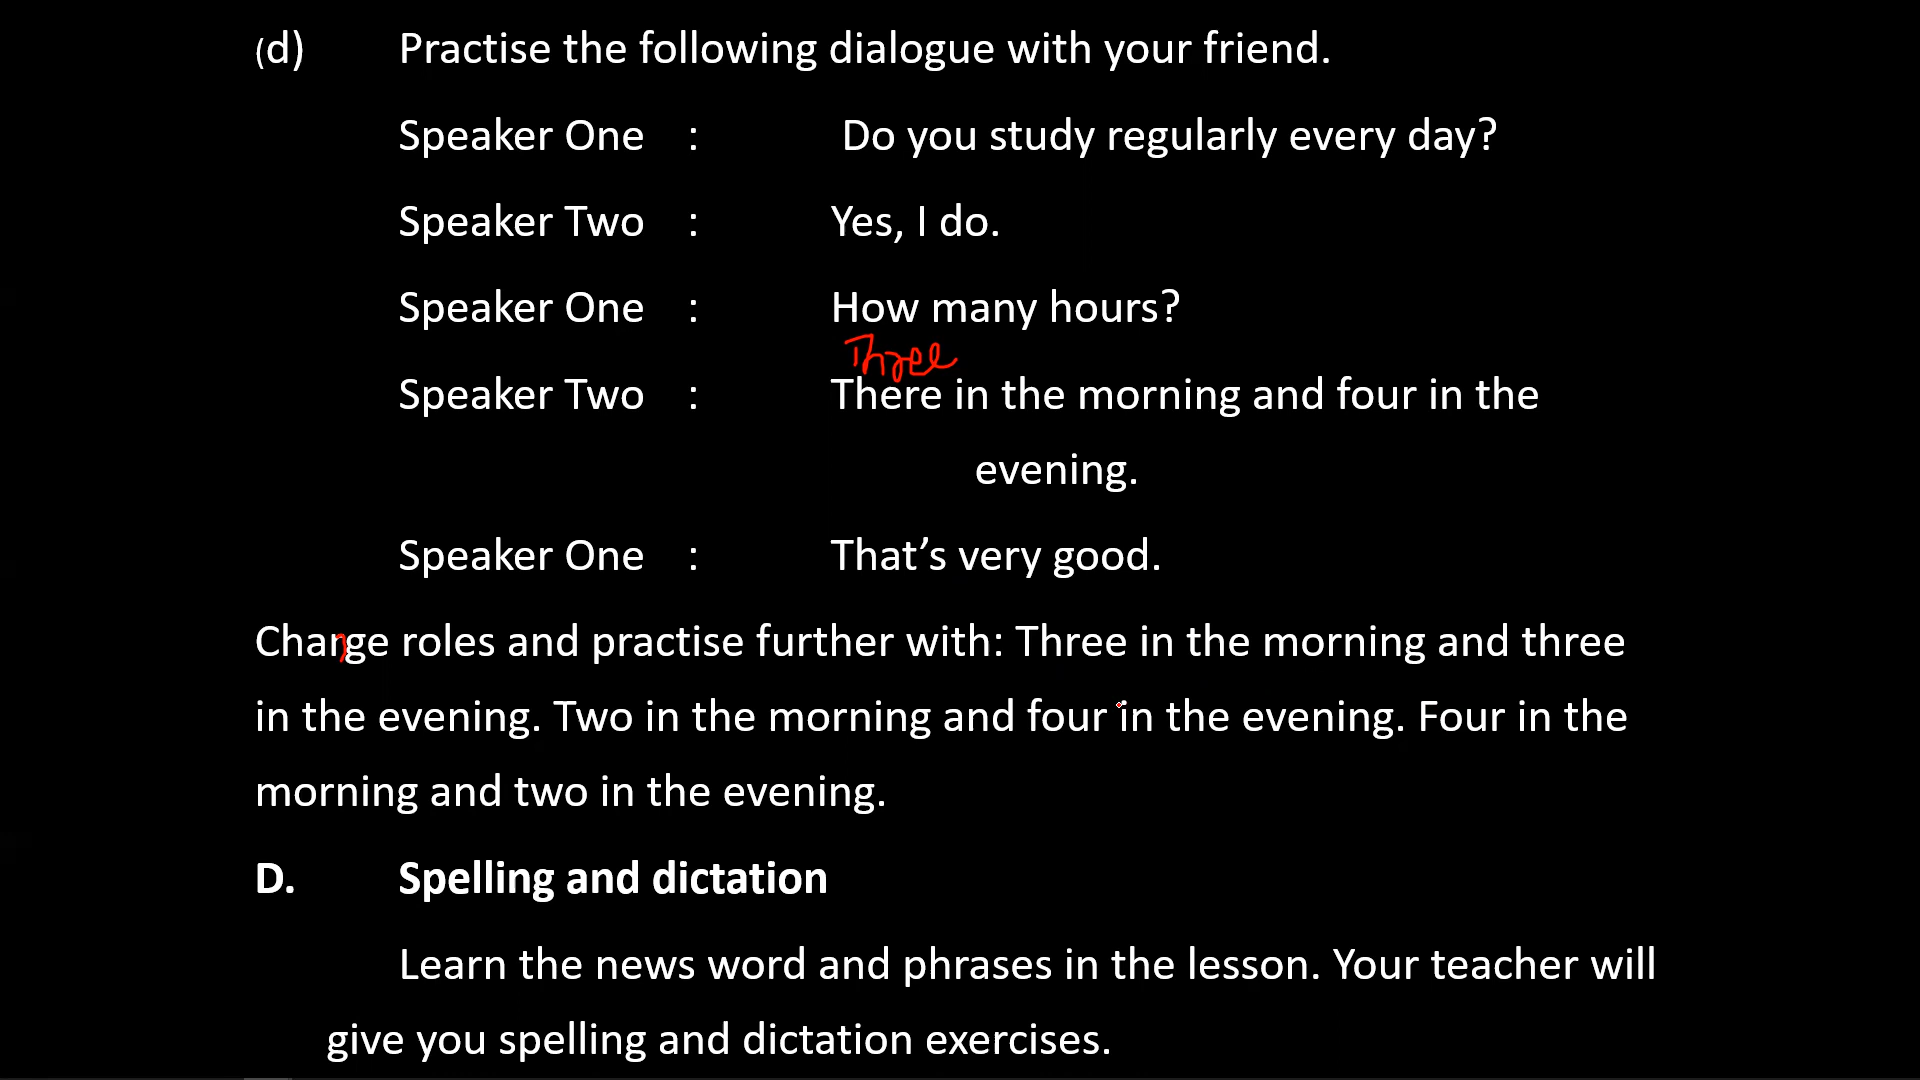 (d) Practise the following dialogue with your friend.
Speaker One : Do you study regularly every day?
Speaker Two : Yes, I do.
Speaker One : How many hours?
Three
Speaker Two : There in the morning and four in the
evening.
Speaker One : That’s very good.
Change roles and practise further with: Three in the morning and three
in the evening. Two in the morning and four in the evening. Four in the
morning and two in the evening.
D. Spelling and dictation
Learn the news word and phrases in the lesson. Your teacher will
give you spelling and dictation exercises.